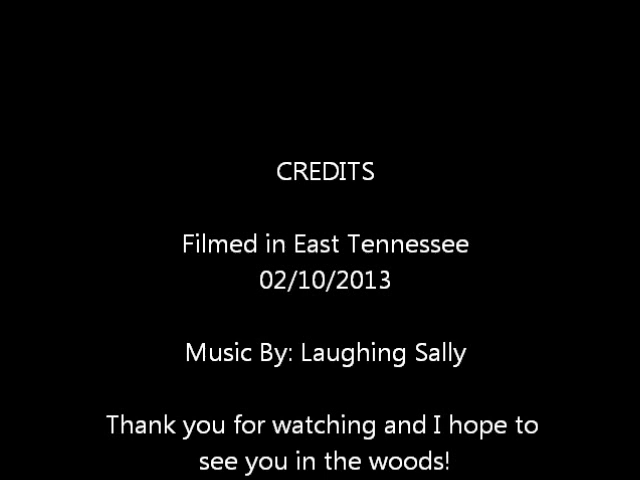 CREDITS
Filmed in East Tennessee
02/10/2013
Music By: Laughing Sally
Thank you for watching and I hope to
see you in the woods!